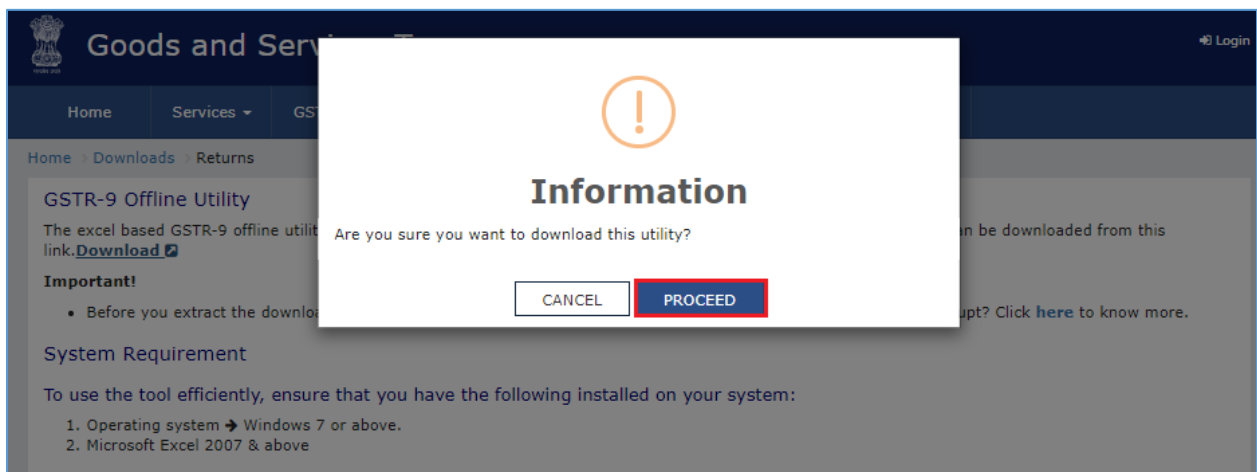 Goods and Serv
Login
Home Services GS
Home > Downloads > Returns
Information
Are you sure you want to download this utility?
CANCEL PROCEED
GSTR-9 Offline Utility
The excel based GSTR-9 offline utilit an be downloaded from this
link.Download
Important!
• Before you extract the downloa upt? Click here to know more.
System Requirement
To use the tool efficiently, ensure that you have the following installed on your system:
1. Operating system → Windows 7 or above.
2. Microsoft Excel 2007 & above